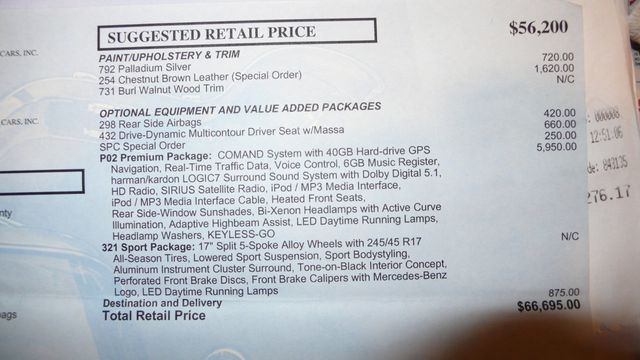 SUGGESTED RETAIL PRICE $56,200
CARS, INC.
PAINT/UPHOLSTERY & TRIM
792 Palladium Silver 720.00
254 Chestnut Brown Leather (Special Order) 1,620.00
731 Burl Walnut Wood Trim N/C
OPTIONAL EQUIPMENT AND VALUE ADDED PACKAGES
CARS, INC.
298 Rear Side Airbags 420.00
432 Drive-Dynamic Multicontour Driver Seat w/Massa 660.00
SPC Special Order 250.00
P02 Premium Package: COMAND System with 40GB Hard-drive GPS 5,950.00
Navigation, Real-Time Traffic Data, Voice Control, 6GB Music Register,
harman/kardon LOGIC7 Surround Sound System with Dolby Digital 5.1,
HD Radio, SIRIUS Satellite Radio, iPod / MP3 Media Interface,
iPod / MP3 Media Interface Cable, Heated Front Seats,
Rear Side-Window Sunshades, Bi-Xenon Headlamps with Active Curve
Illumination, Adaptive Highbeam Assist, LED Daytime Running Lamps,
Headlamp Washers, KEYLESS-GO
321 Sport Package: 17" Split 5-Spoke Alloy Wheels with 245/45 R17 N/C
All-Season Tires, Lowered Sport Suspension, Sport Bodystyling,
Aluminum Instrument Cluster Surround, Tone-on-Black Interior Concept,
Perforated Front Brake Discs, Front Brake Calipers with Mercedes-Benz
Logo, LED Daytime Running Lamps
Destination and Delivery 875.00
Total Retail Price $66,695.00
nty
ags
: 000008
12:51:06
de: 843135
276.17